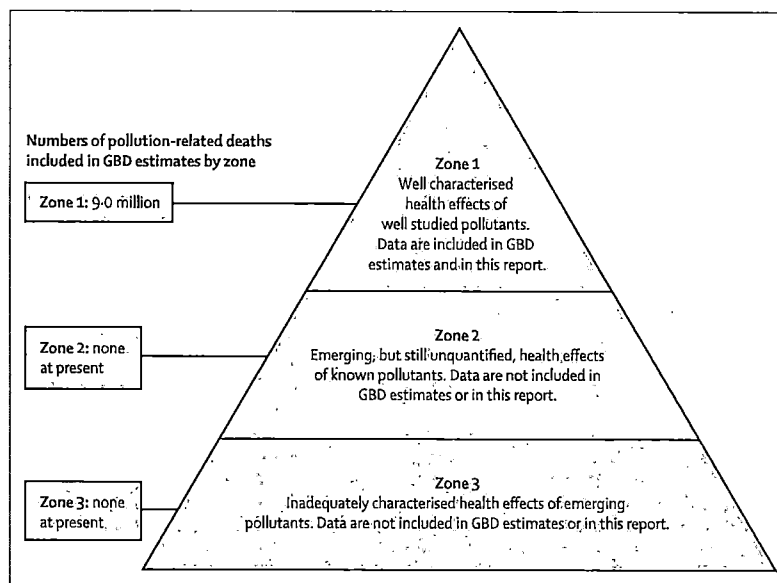 Numbers of pollution-related deaths
included in GBD estimates by zone
Zone 1: 9·0 million
Zone 2: none
at present
Zone 3: none
at present
Zone 1
Well characterised
health effects of
well studied pollutants.
Data are included in GBD
estimates and in this report.
Zone 2
Emerging, but still unquantified, health effects
of known pollutants. Data are not included in
GBD estimates or in this report.
Zone 3
Inadequately characterised health effects of emerging
pollutants. Data are not included in GBD estimates or in this report.